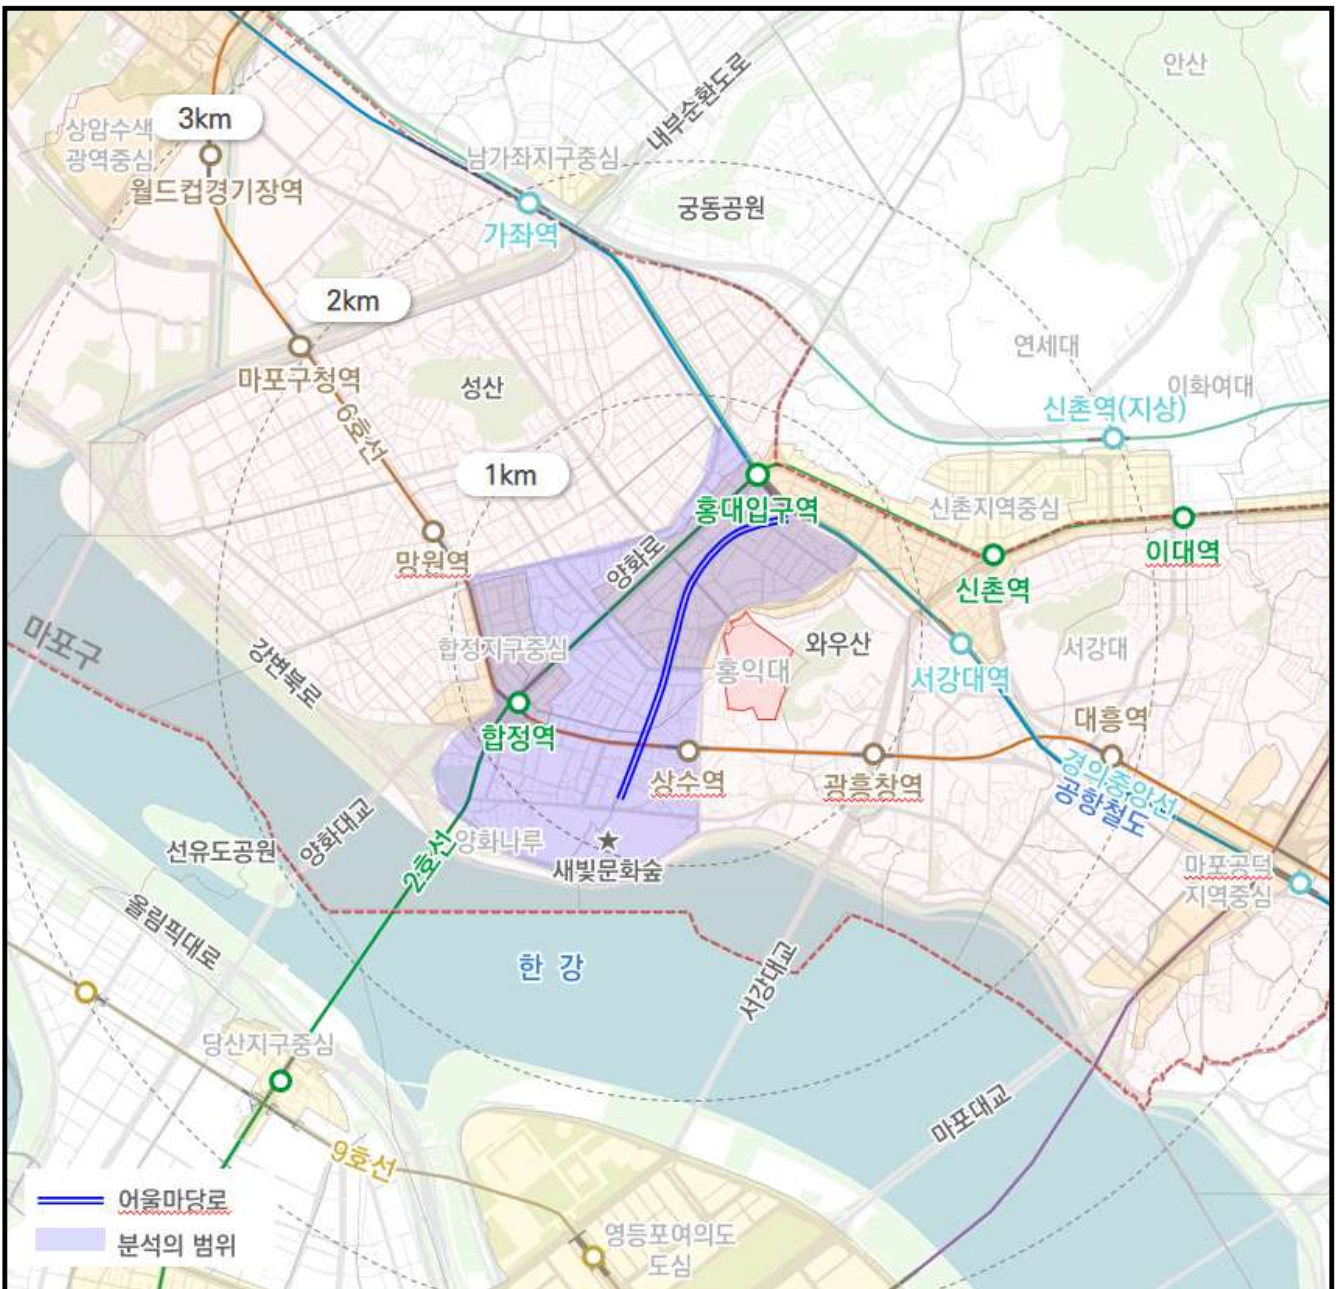 안산
내부순환도로
3km
상암수색
광역중심
월드컵경기장역
남가좌지구중심
가좌역
궁동공원
2km
마포구청역
6호선
성산
연세대
이화여대
신촌역(지상)
1km
홍대입구역
신촌지역중심
망원역
양화로
이대역
신촌역
마포구
강변북로
합정지구중심
홍익대
와우산
서강대역
서강대
합정역
상수역
광흥창역
대흥역
경의중앙선
공항철도
선유도공원
양화대교
2호선
양화나루
★
새빛문화숲
마포공덕
지역중심
올림픽대로
한 강
서강대교
당산지구중심
마포대교
9호선
영등포여의도
도심
어울마당로
분석의 범위